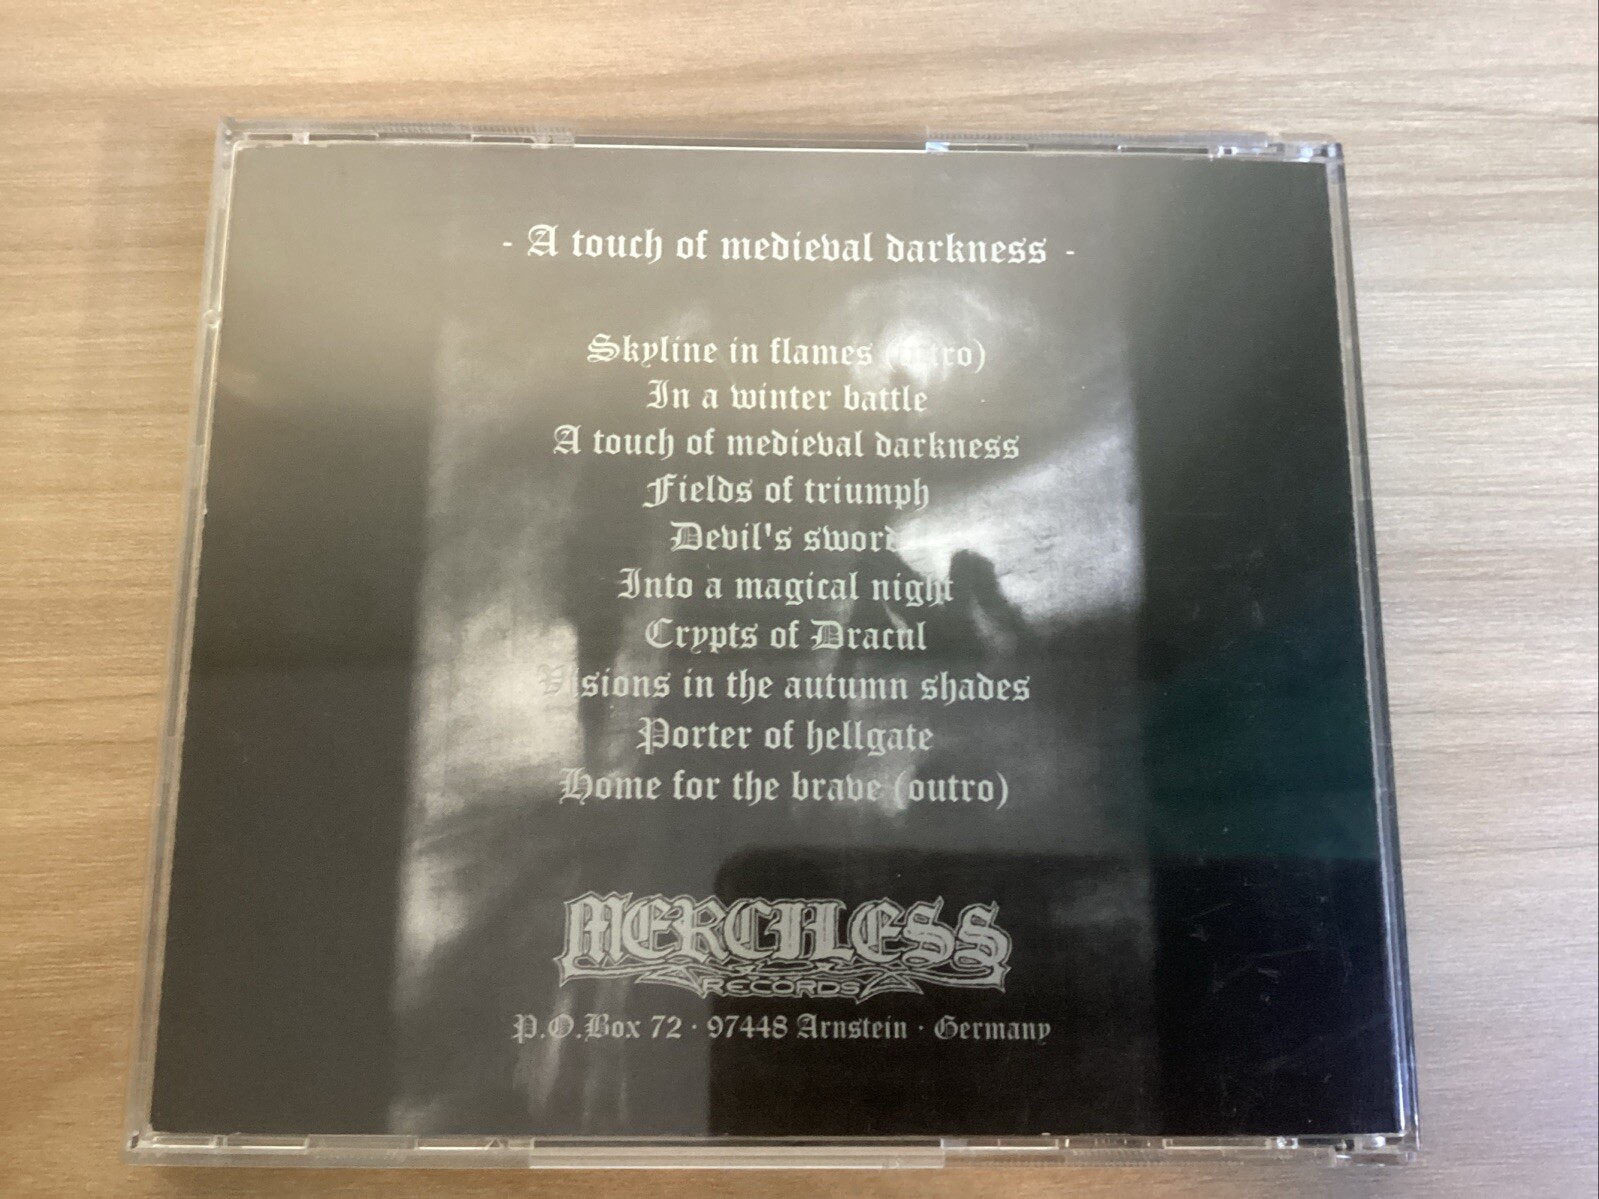 - A touch of medieval darkness -
Skyline in flames (intro)
In a winter battle
A touch of medieval darkness
Fields of triumph
Devil's sword
Into a magical night
Crypts of Dracul
Visions in the autumn shades
Porter of hellgate
Home for the brave (outro)
MERCILESS
RECORDS
P.O.Box 72 · 97448 Arnstein · Germany